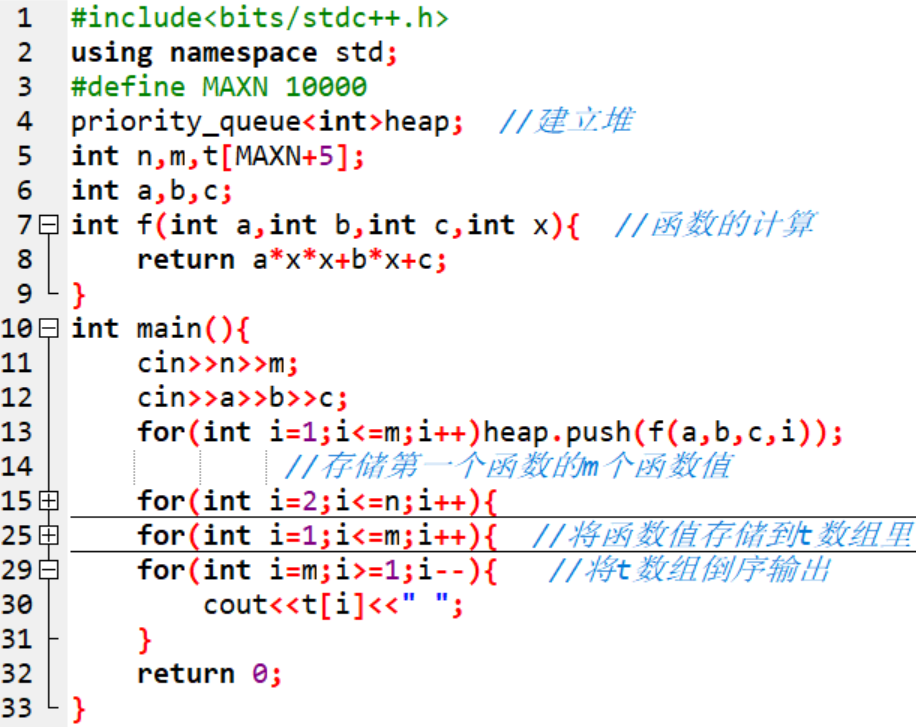 1 #include<bits/stdc++.h>
2 using namespace std;
3 #define MAXN 10000
4 priority_queue<int>heap;  //建立堆
5 int n,m,t[MAXN+5];
6 int a,b,c;
7 int f(int a,int b,int c,int x){  //函数的计算
8     return a*x*x+b*x+c;
9 }
10 int main(){
11     cin>>n>>m;
12     cin>>a>>b>>c;
13     for(int i=1;i<=m;i++)heap.push(f(a,b,c,i));
14              //存储第一个函数的m个函数值
15     for(int i=2;i<=n;i++){
25     for(int i=1;i<=m;i++){  //将函数值存储到t数组里
29     for(int i=m;i>=1;i--){   //将t数组倒序输出
30         cout<<t[i]<<" ";
31     }
32     return 0;
33 }